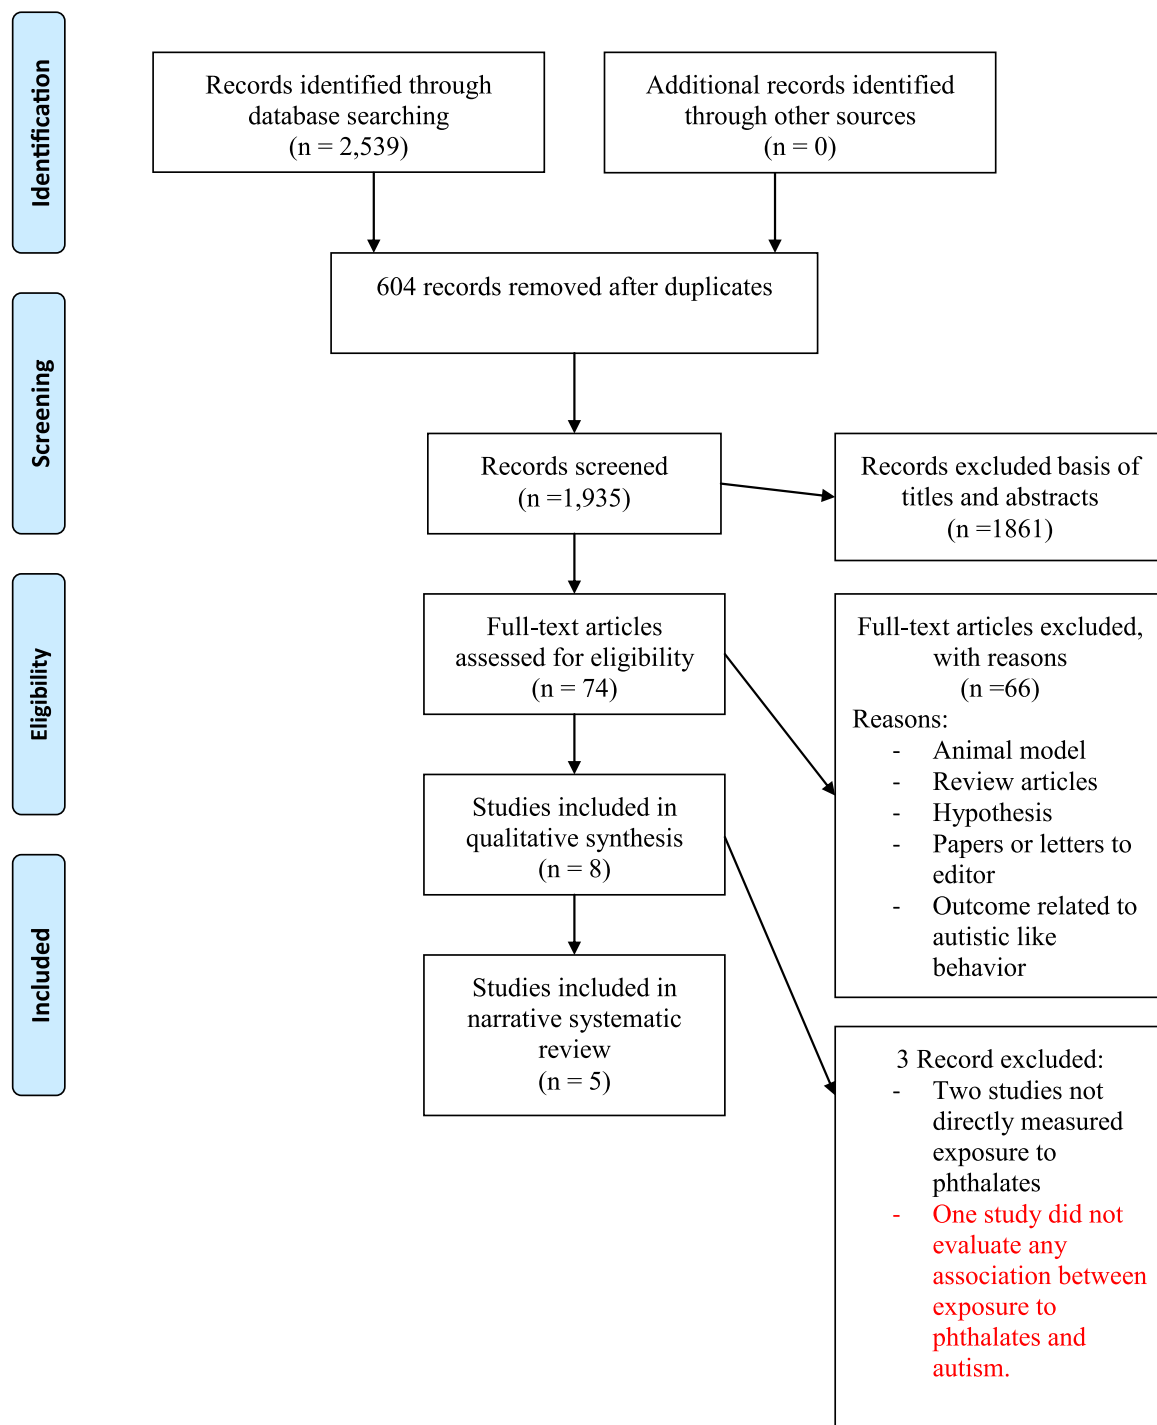 Identification
Records identified through
database searching
(n = 2,539)
Additional records identified
through other sources
(n = 0)
604 records removed after duplicates
Screening
Records screened
(n =1,935)
Records excluded basis of
titles and abstracts
(n =1861)
Eligibility
Full-text articles
assessed for eligibility
(n = 74)
Full-text articles excluded,
with reasons
(n =66)
Reasons:
- Animal model
- Review articles
- Hypothesis
- Papers or letters to
editor
- Outcome related to
autistic like
behavior
Studies included in
qualitative synthesis
(n = 8)
Included
Studies included in
narrative systematic
review
(n = 5)
3 Record excluded:
- Two studies not
directly measured
exposure to
phthalates
- One study did not
evaluate any
association between
exposure to
phthalates and
autism.